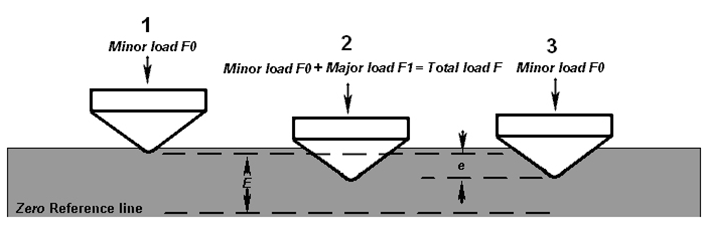 1
Minor load F0
2
Minor load F0 + Major load F1 = Total load F
3
Minor load F0
E
e
Zero Reference line